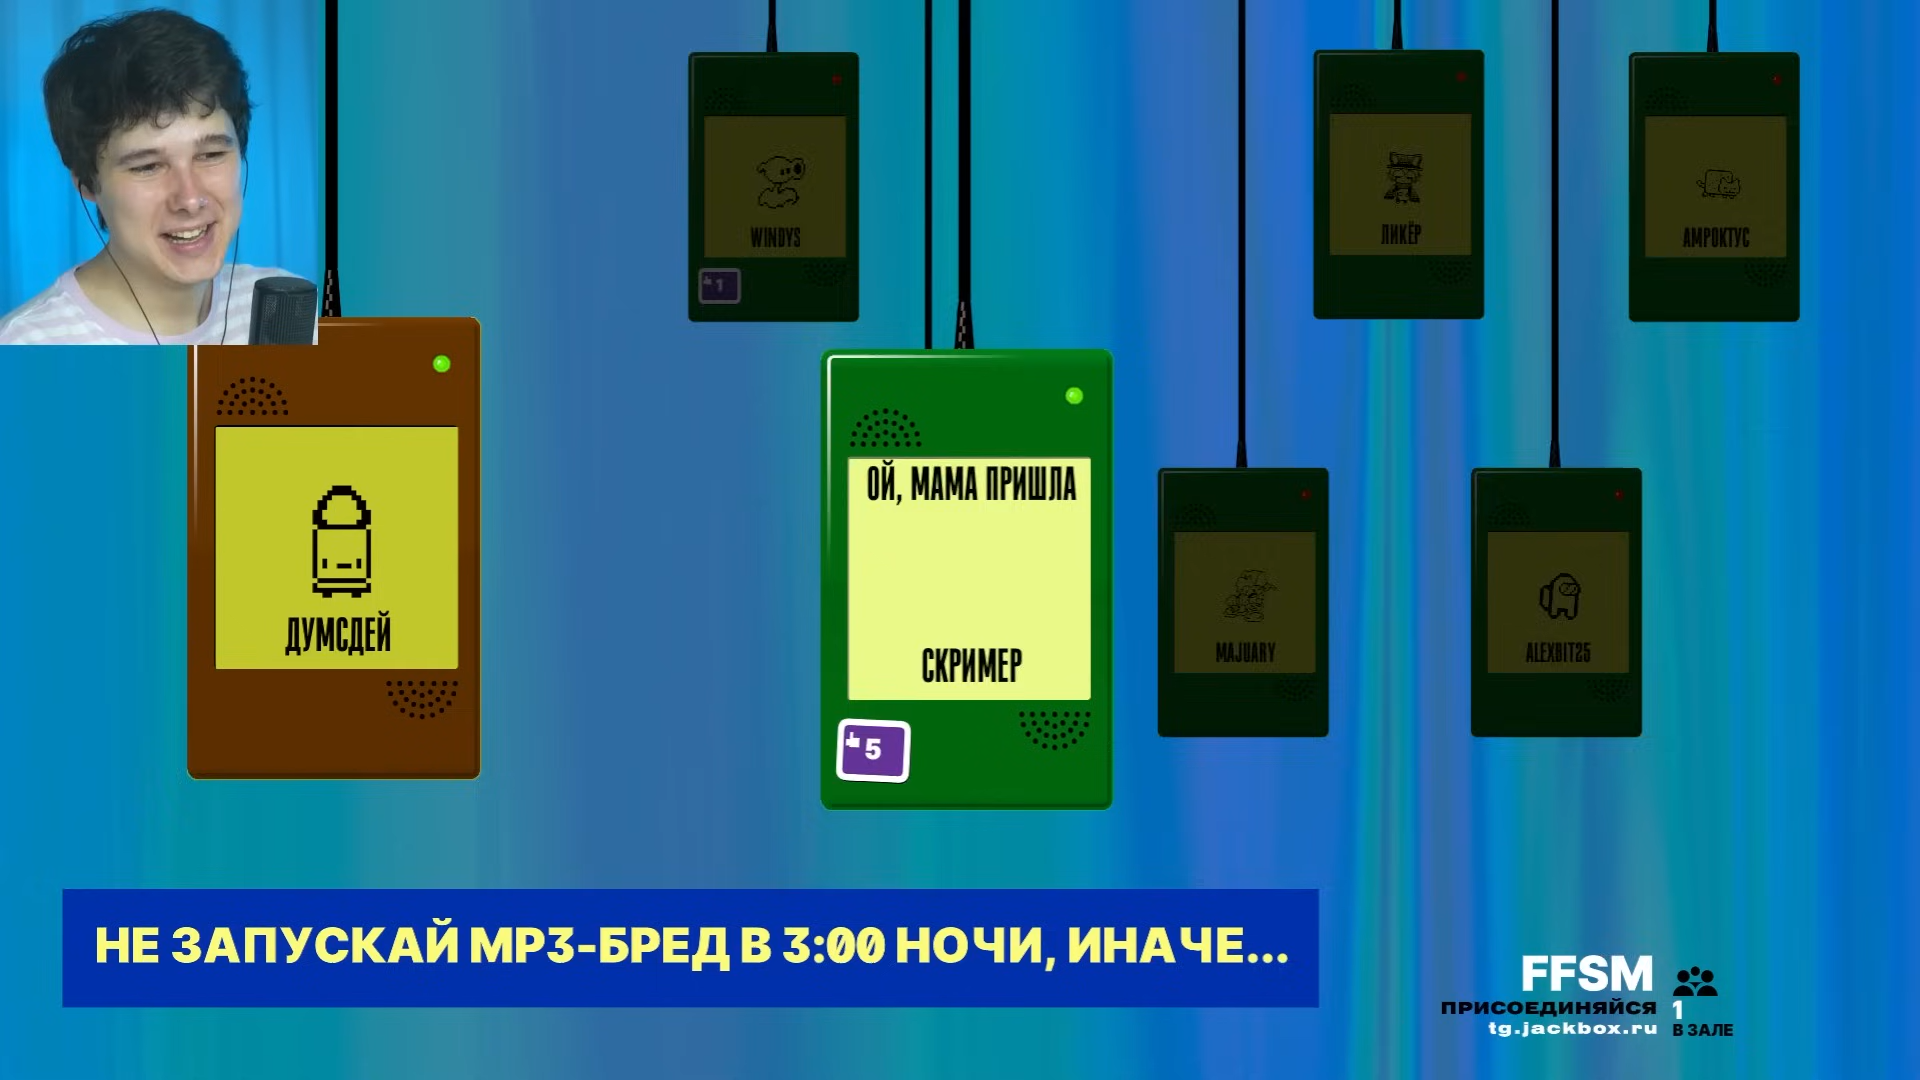 WINDYS
1
ЛИКЁР
АМРОКТУС
ДУМСДЕЙ
ОЙ, МАМА ПРИШЛА
СКРИМЕР
5
MAJUARY
ALEXBIT25
НЕ ЗАПУСКАЙ MP3-БРЕД В 3:00 НОЧИ, ИНАЧЕ...
FFSM
ПРИСОЕДИНЯЙСЯ
tg.jackbox.ru
1
В ЗАЛЕ